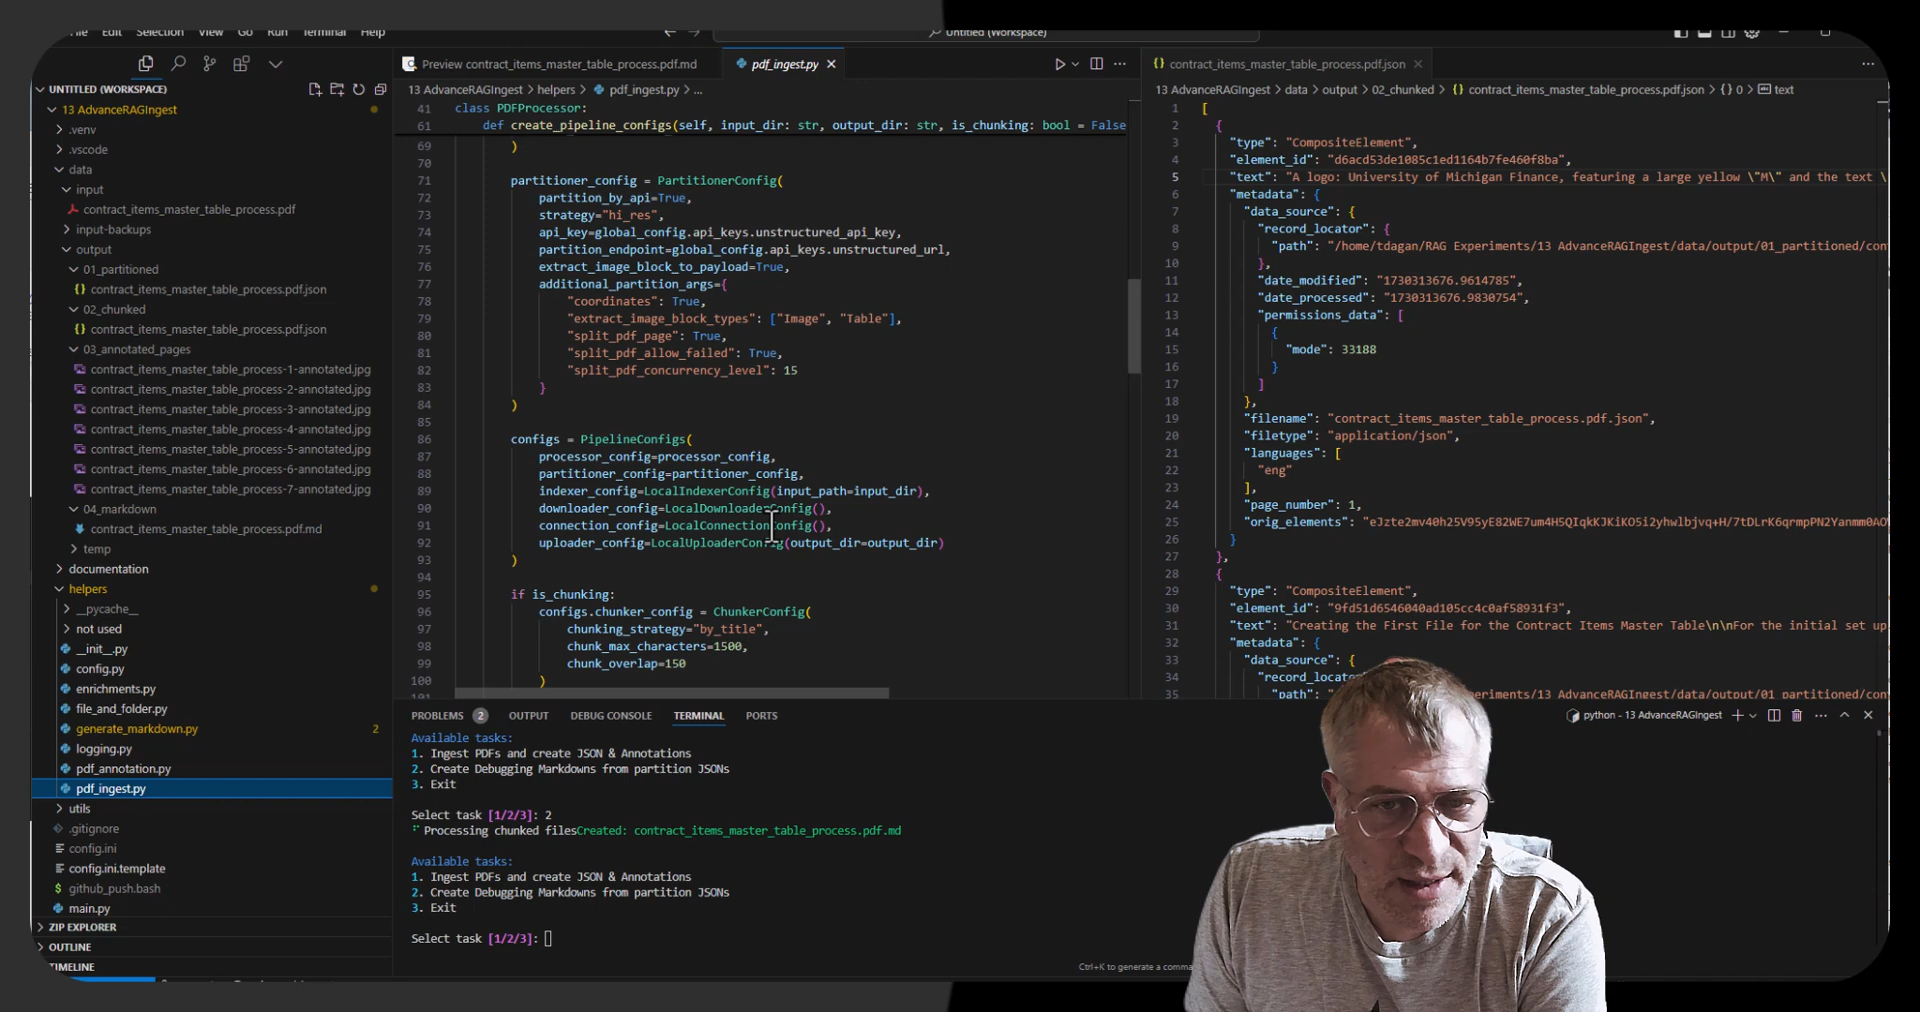 File Edit Selection View Go Run Terminal Help
Untitled (Workspace)
UNTITLED (WORKSPACE)
13 AdvanceRAGIngest
.venv
.vscode
data
input
contract_items_master_table_process.pdf
input-backups
output
01_partitioned
contract_items_master_table_process.pdf.json
02_chunked
contract_items_master_table_process.pdf.json
03_annotated_pages
contract_items_master_table_process-1-annotated.jpg
contract_items_master_table_process-2-annotated.jpg
contract_items_master_table_process-3-annotated.jpg
contract_items_master_table_process-4-annotated.jpg
contract_items_master_table_process-5-annotated.jpg
contract_items_master_table_process-6-annotated.jpg
contract_items_master_table_process-7-annotated.jpg
04_markdown
contract_items_master_table_process.pdf.md
temp
documentation
helpers
__pycache__
not used
__init__.py
config.py
enrichments.py
file_and_folder.py
generate_markdown.py 2
logging.py
pdf_annotation.py
pdf_ingest.py
utils
.gitignore
config.ini
config.ini.template
github_push.bash
main.py
ZIP EXPLORER
OUTLINE
TIMELINE
Preview contract_items_master_table_process.pdf.md
pdf_ingest.py
13 AdvanceRAGIngest > helpers > pdf_ingest.py > ...
41 class PDFProcessor:
61 def create_pipeline_configs(self, input_dir: str, output_dir: str, is_chunking: bool = False
69 )
70
71 partitioner_config = PartitionerConfig(
72 partition_by_api=True,
73 strategy="hi_res",
74 api_key=global_config.api_keys.unstructured_api_key,
75 partition_endpoint=global_config.api_keys.unstructured_url,
76 extract_image_block_to_payload=True,
77 additional_partition_args={
78 "coordinates": True,
79 "extract_image_block_types": ["Image", "Table"],
80 "split_pdf_page": True,
81 "split_pdf_allow_failed": True,
82 "split_pdf_concurrency_level": 15
83 }
84 )
85
86 configs = PipelineConfigs(
87 processor_config=processor_config,
88 partitioner_config=partitioner_config,
89 indexer_config=LocalIndexerConfig(input_path=input_dir),
90 downloader_config=LocalDownloaderConfig(),
91 connection_config=LocalConnectionConfig(),
92 uploader_config=LocalUploaderConfig(output_dir=output_dir)
93 )
94
95 if is_chunking:
96 configs.chunker_config = ChunkerConfig(
97 chunking_strategy="by_title",
98 chunk_max_characters=1500,
99 chunk_overlap=150
100 )
contract_items_master_table_process.pdf.json
13 AdvanceRAGIngest > data > output > 02_chunked > {} contract_items_master_table_process.pdf.json > {} 0 > text
1 [
2 {
3 "type": "CompositeElement",
4 "element_id": "d6acd53de1085c1ed1164b7fe460f8ba",
5 "text": "A logo: University of Michigan Finance, featuring a large yellow \"M\" and the text \
6 "metadata": {
7 "data_source": {
8 "record_locator": {
9 "path": "/home/tdagan/RAG Experiments/13 AdvanceRAGIngest/data/output/01_partitioned/con
10 },
11 "date_modified": "1730313676.9614785",
12 "date_processed": "1730313676.9830754",
13 "permissions_data": [
14 {
15 "mode": 33188
16 }
17 ]
18 },
19 "filename": "contract_items_master_table_process.pdf.json",
20 "filetype": "application/json",
21 "languages": [
22 "eng"
23 ],
24 "page_number": 1,
25 "orig_elements":
26 }
27 },
28 {
29 "type": "CompositeElement",
30 "element_id": "9fd51d6546040ad105cc4c0af58931f3",
31 "text": "Creating the First File for the Contract Items Master Table\n\nFor the initial set up
32 "metadata": {
33 "data_source": {
34 "record_locat
35 "path": periments/13 AdvanceRAGIngest/data/output/01_partitioned/con
PROBLEMS 2 OUTPUT DEBUG CONSOLE TERMINAL PORTS
python - 13 AdvanceRAGIngest
Available tasks:
1. Ingest PDFs and create JSON & Annotations
2. Create Debugging Markdowns from partition JSONs
3. Exit
Select task [1/2/3]: 2
Processing chunked filesCreated: contract_items_master_table_process.pdf.md
Available tasks:
1. Ingest PDFs and create JSON & Annotations
2. Create Debugging Markdowns from partition JSONs
3. Exit
Select task [1/2/3]:
Ctrl+K to generate a comma